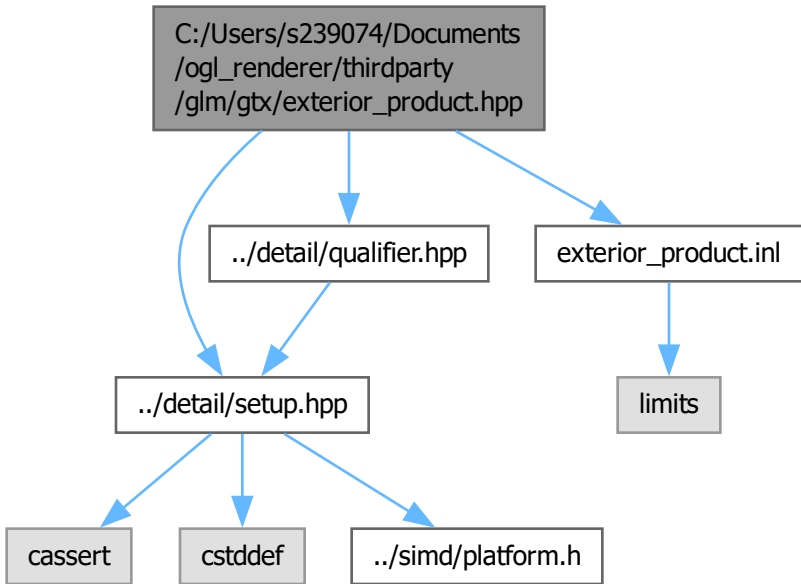 C:/Users/s239074/Documents
/ogl_renderer/thirdparty
/glm/gtx/exterior_product.hpp
../detail/qualifier.hpp
exterior_product.inl
../detail/setup.hpp
limits
cassert
cstddef
../simd/platform.h